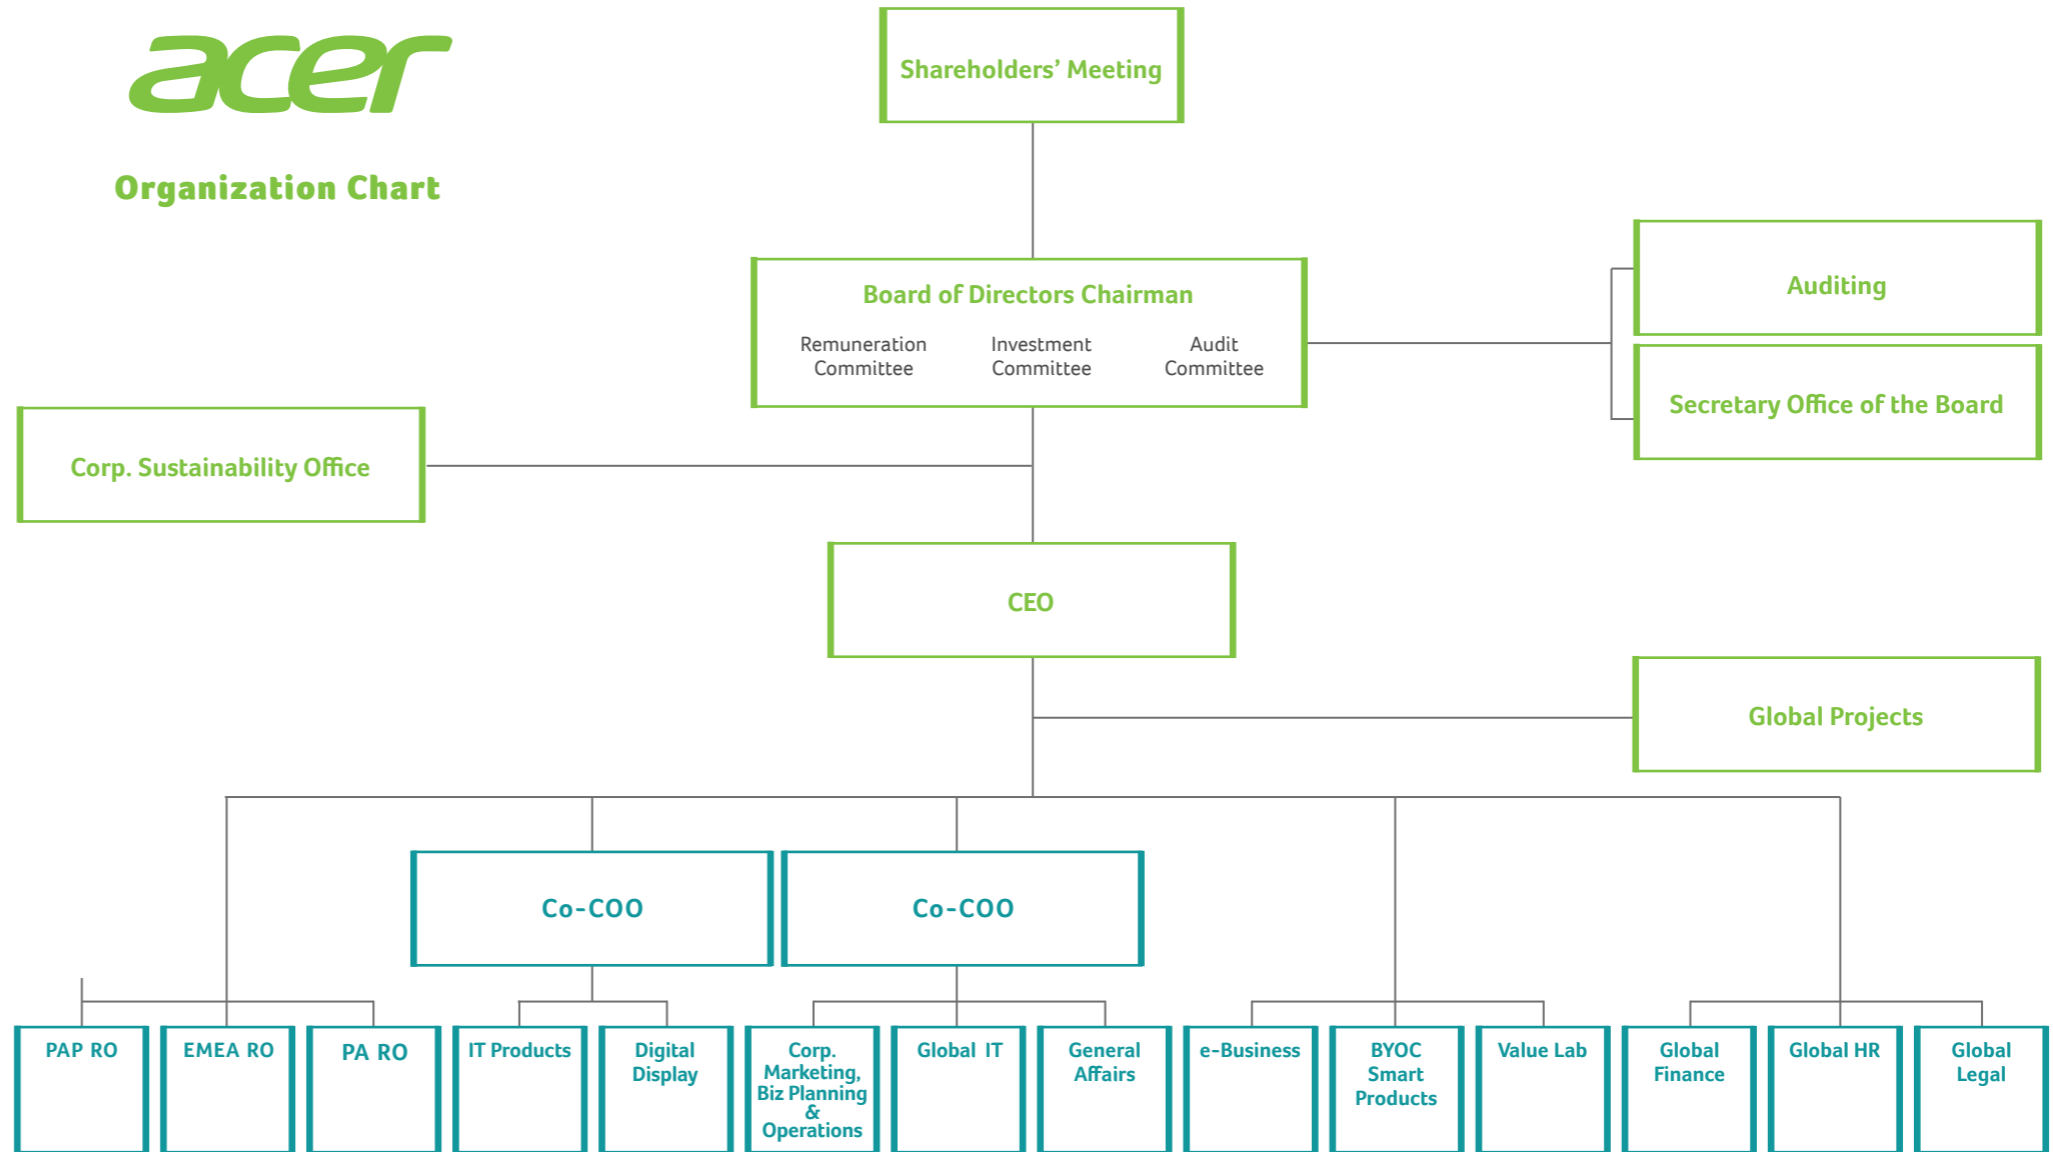 acer
Organization Chart
Shareholders’ Meeting
Board of Directors Chairman
Remuneration
Committee
Investment
Committee
Audit
Committee
Auditing
Secretary Office of the Board
Corp. Sustainability Office
CEO
Global Projects
Co-COO
Co-COO
PAP RO
EMEA RO
PA RO
IT Products
Digital
Display
Corp.
Marketing,
Biz Planning
&
Operations
Global IT
General
Affairs
e-Business
BYOC
Smart
Products
Value Lab
Global
Finance
Global HR
Global
Legal